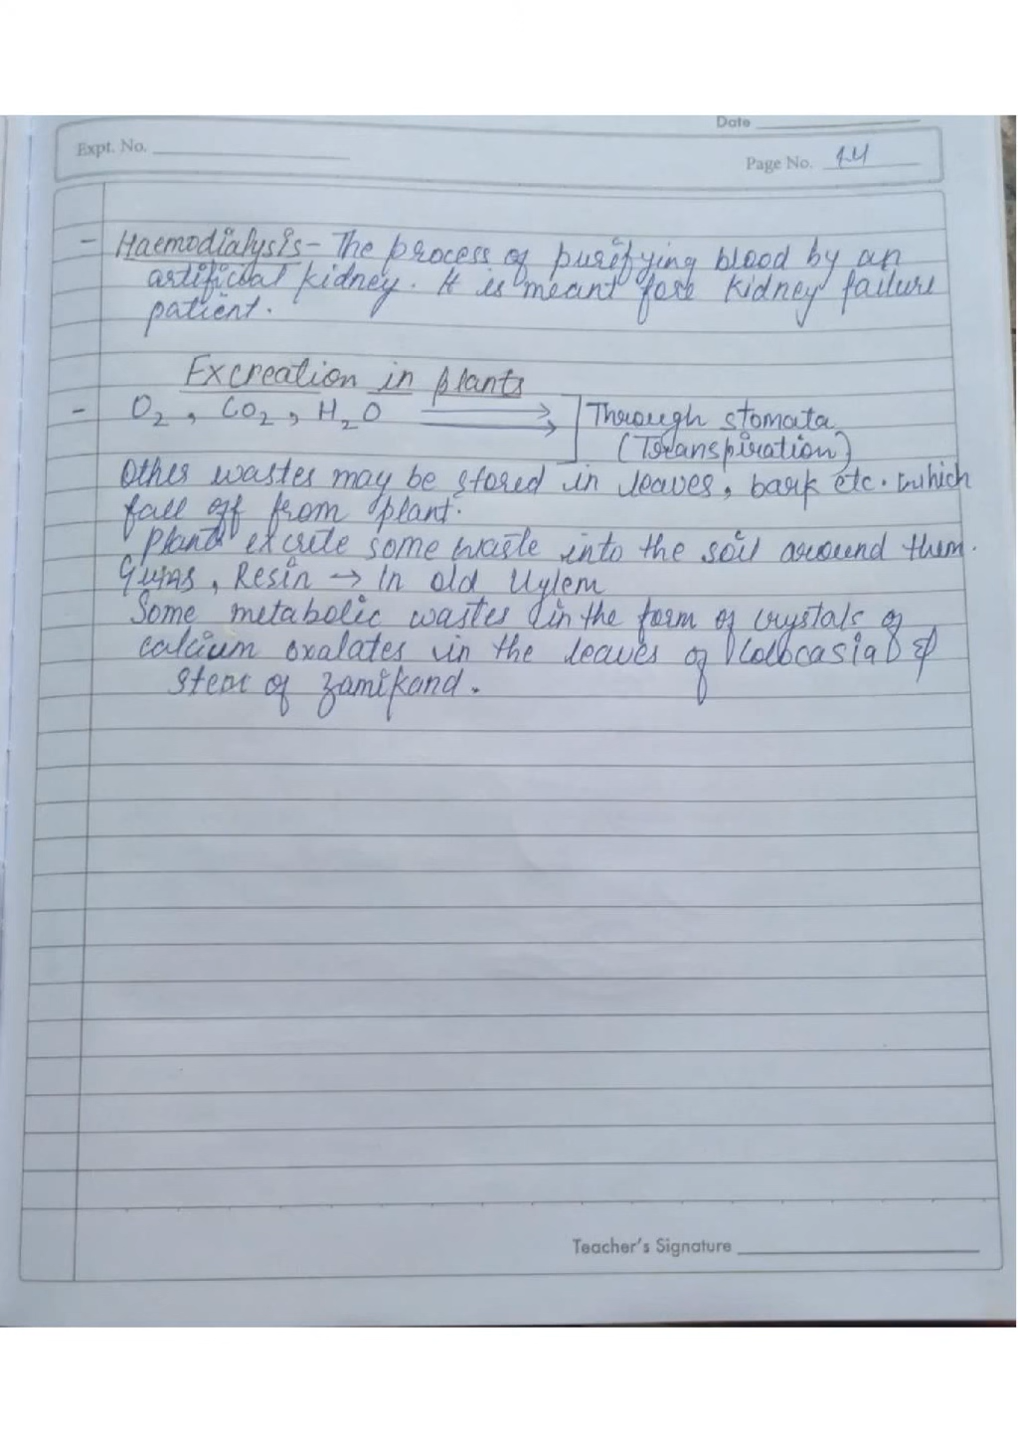 Date
Expt. No.
Page No. 14
- Haemodialysis - The process of purifying blood by an
artificial kidney. It is meant for kidney failure
patient.
Excreation in plants
- O2, CO2, H2O Through stomata
(Transpiration)
Other wastes may be stored in leaves, bark etc. which
fall off from plant.
Plant excrete some waste into the soil around them.
Gums, Resin → In old Xylem
Some metabolic wastes in the form of crystals of
calcium oxalates in the leaves of Colocasia &
stem of zamikand.
Teacher's Signature